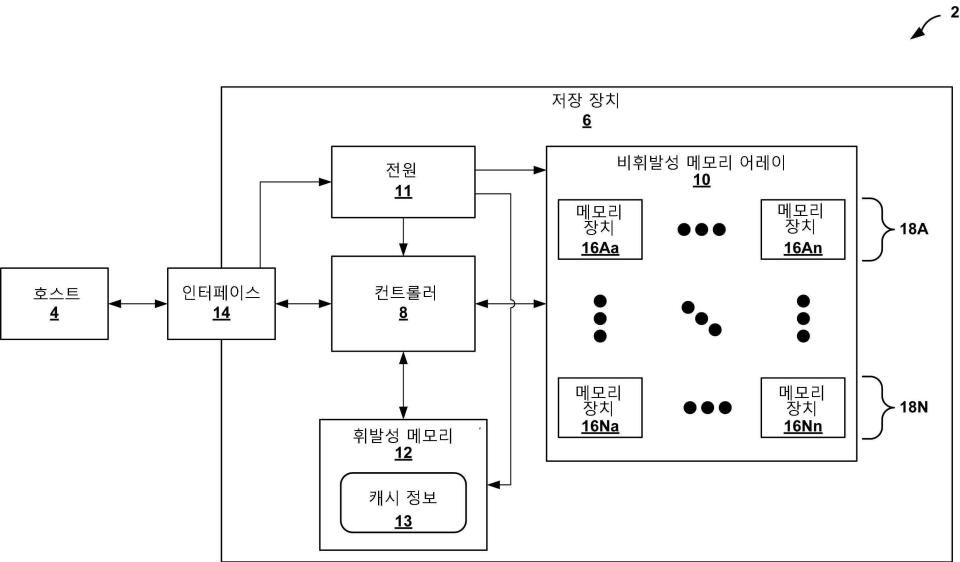 2
저장 장치
6
전원
11
비휘발성 메모리 어레이
10
메모리
장치
16Aa
메모리
장치
16An
18A
호스트
4
인터페이스
14
컨트롤러
8
메모리
장치
16Na
메모리
장치
16Nn
18N
휘발성 메모리
12
캐시 정보
13